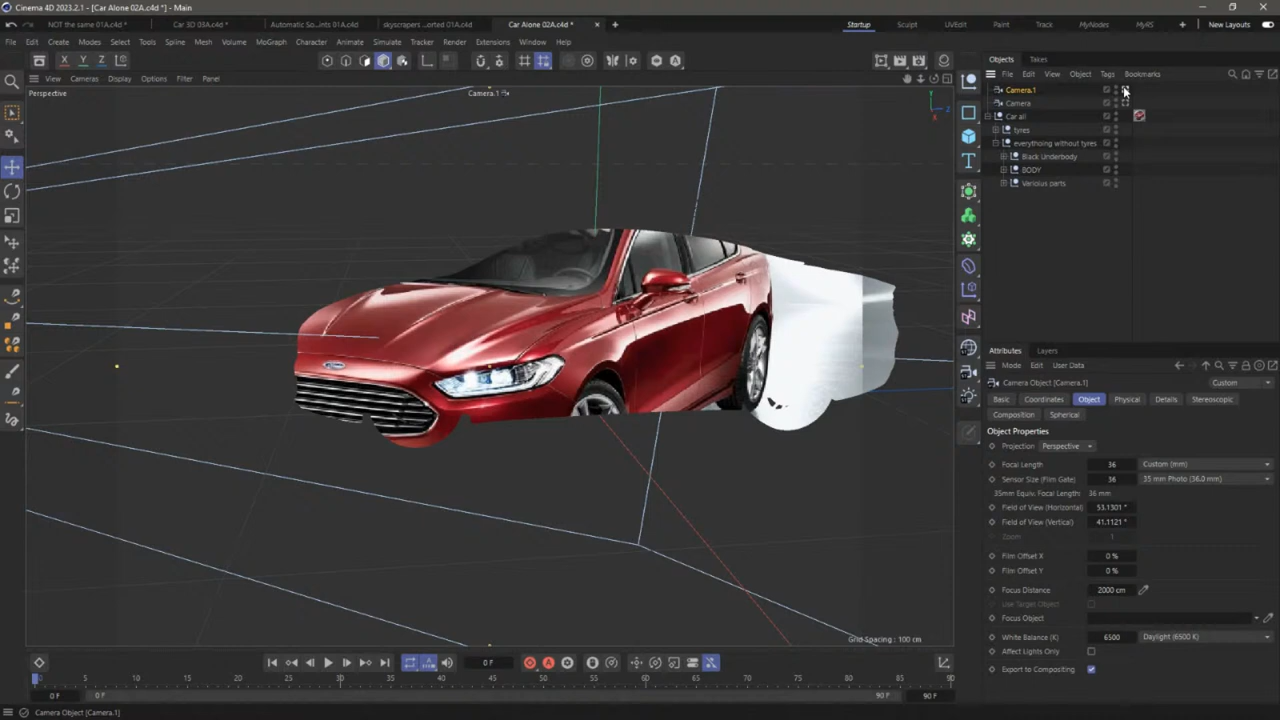 Cinema 4D 2023.2.1 - [Car Alone 02A.c4d *] - Main
NOT the same 01A.c4d *
Car 3D 03A.c4d *
skyscrapers ...orted 01A.c4d
Car Alone 02A.c4d *
Startup
Sculpt
UVEdit
Paint
Track
MyNodes
MyRS
New Layouts
File Edit Create Modes Select Tools Spline Mesh Volume MoGraph Character Animate Simulate Tracker Render Extensions Window Help
X Y Z
Objects Takes
View Cameras Display Options Filter Panel
File Edit View Object Tags Bookmarks
Perspective
Camera.1
Camera.1
Camera
Car all
tyres
everythoing without tyres
Black Underbody
BODY
Variolus parts
Attributes Layers
Mode Edit User Data
Camera Object [Camera.1]
Custom
Basic Coordinates Object Physical Details Stereoscopic
Composition Spherical
Object Properties
Projection Perspective
Focal Length 36 Custom (mm)
Sensor Size (Film Gate) 36 35 mm Photo (36.0 mm)
35mm Equiv. Focal Length: 36 mm
Field of View (Horizontal) 53.1301 °
Field of View (Vertical) 41.1121 °
Zoom 1
Film Offset X 0 %
Film Offset Y 0 %
Focus Distance 2000 cm
Use Target Object
Focus Object
White Balance (K) 6500 Daylight (6500 K)
Affect Lights Only
Export to Compositing
Grid Spacing : 100 cm
0 F
0 5 10 15 20 25 30 35 40 45 50 55 60 65 70 75 80 85 90
0 F 0 F 90 F 90 F
Camera Object [Camera.1]